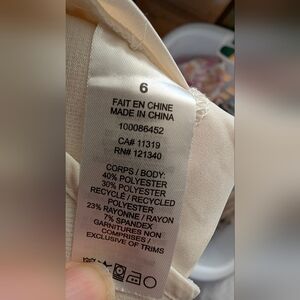 6
FAIT EN CHINE
MADE IN CHINA
100086452
CA# 11319
RN# 121340
CORPS / BODY:
40% POLYESTER
30% POLYESTER
RECYCLÉ / RECYCLED
POLYESTER
23% RAYONNE / RAYON
7% SPANDEX
GARNITURES NON
COMPRISES /
EXCLUSIVE OF TRIMS